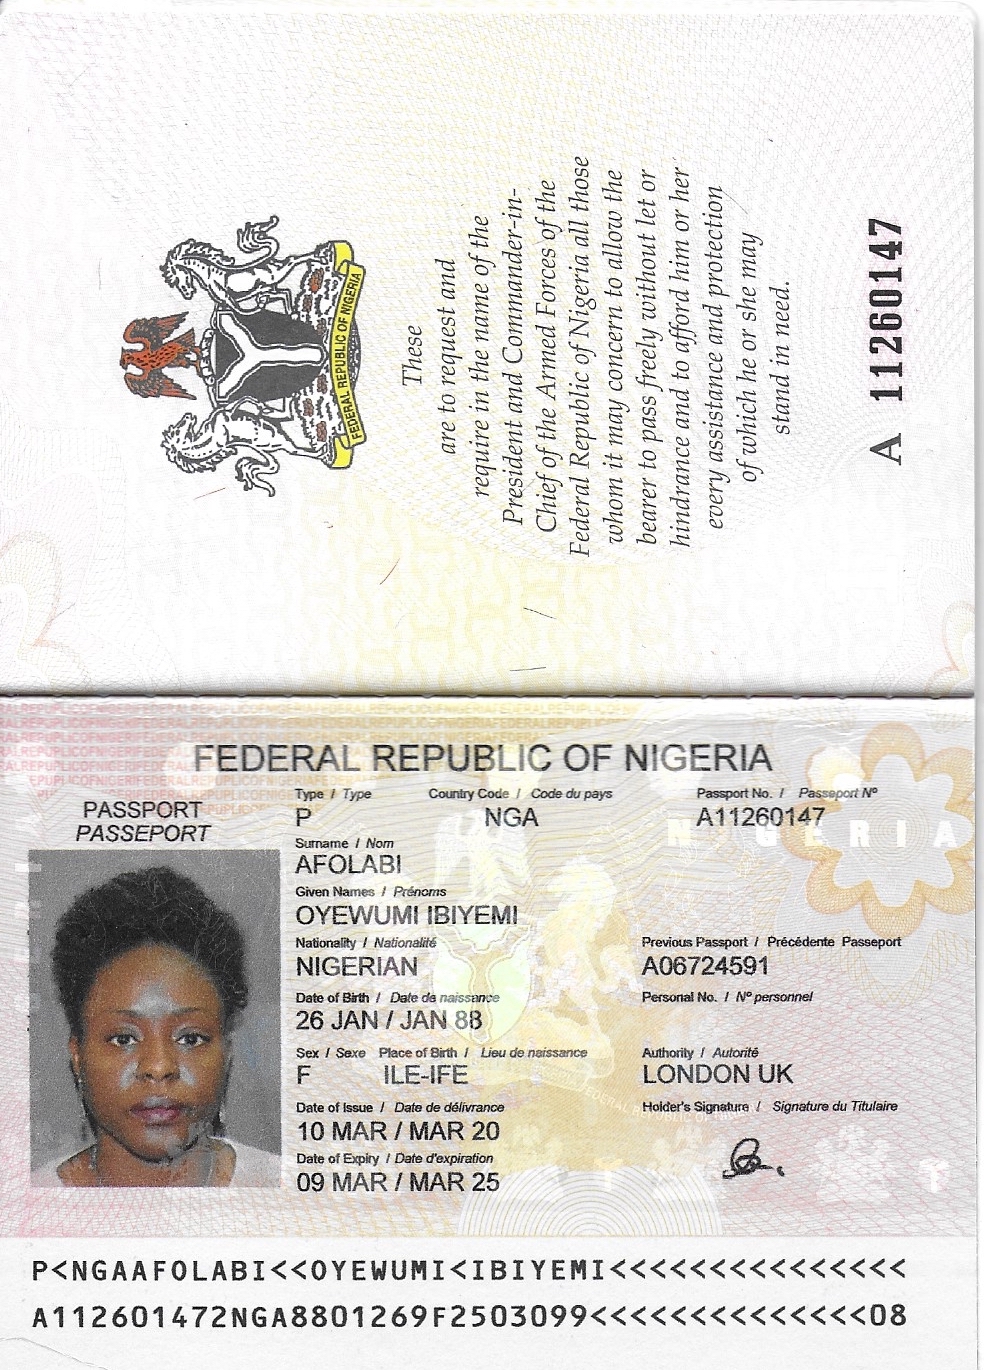 FEDERAL REPUBLIC OF NIGERIA
These
are to request and
require in the name of the
President and Commander-in-
Chief of the Armed Forces of the
Federal Republic of Nigeria all those
whom it may concern to allow the
bearer to pass freely without let or
hindrance and to afford him or her
every assistance and protection
of which he or she may
stand in need.
A 11260147
FEDERAL REPUBLIC OF NIGERIA
PASSPORT
PASSEPORT
Type / Type Country Code / Code du pays Passport No. / Passeport Nº
P NGA A11260147
NIGERIA
Surname / Nom
AFOLABI
Given Names / Prénoms
OYEWUMI IBIYEMI
Nationality / Nationalité Previous Passport / Précédente Passeport
NIGERIAN A06724591
Date of Birth / Date de naissance Personal No. / Nº personnel
26 JAN / JAN 88
Sex / Sexe Place of Birth / Lieu de naissance Authority / Autorité
F ILE-IFE LONDON UK
Date of Issue / Date de délivrance Holder's Signature / Signature du Titulaire
10 MAR / MAR 20
Date of Expiry / Date d'expiration
09 MAR / MAR 25
P<NGAAFOLABI<<OYEWUMI<IBIYEMI<<<<<<<<<<<<<<<
A112601472NGA8801269F2503099<<<<<<<<<<<<<<08